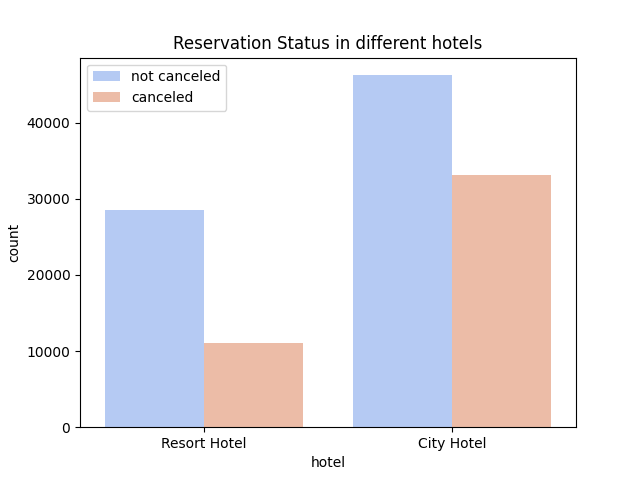 Reservation Status in different hotels
not canceled
canceled
40000
30000
20000
10000
0
count
Resort Hotel
City Hotel
hotel